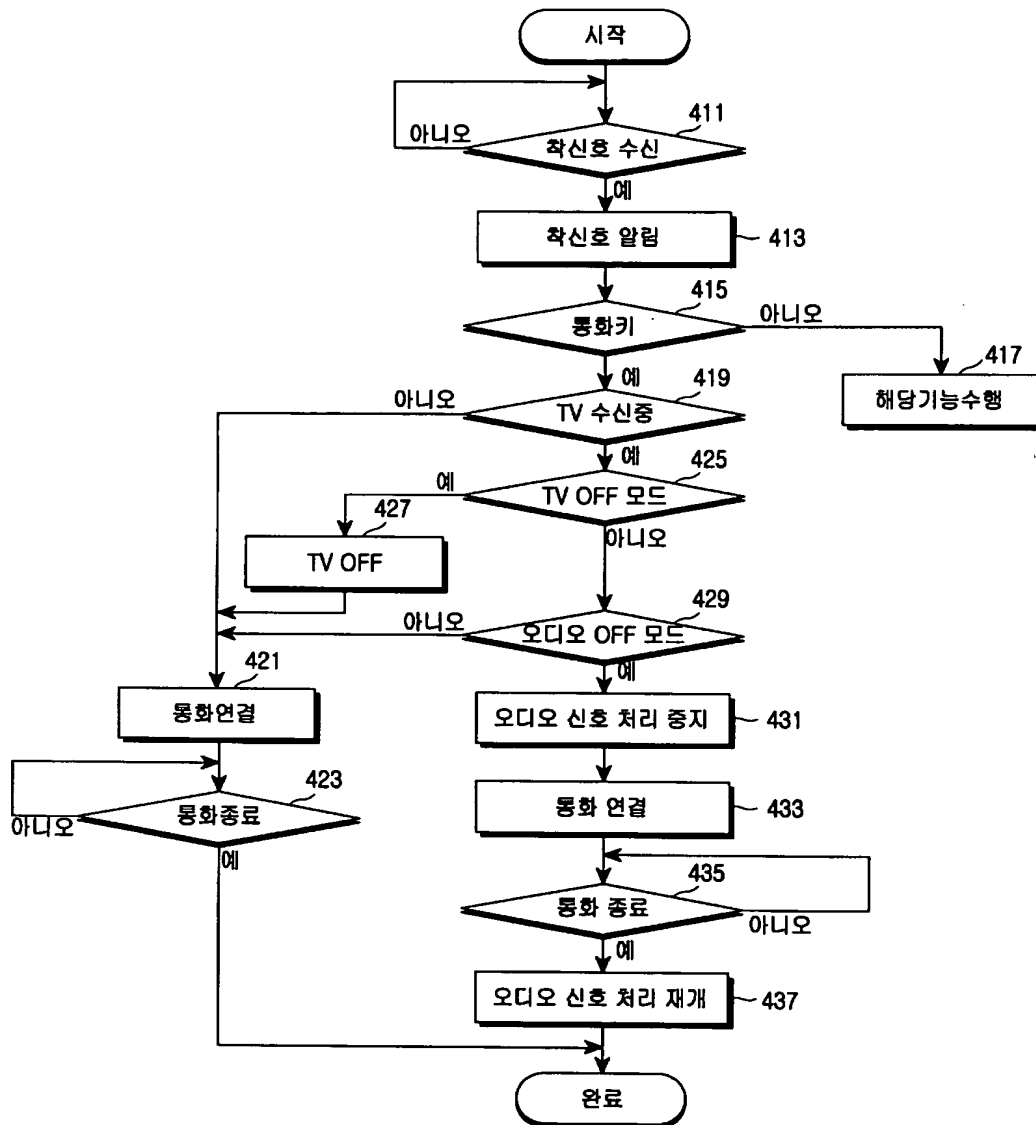 시작
411
아니오
착신호 수신
예
착신호 알림
413
415
통화키
아니오
예
417
해당기능수행
419
아니오
TV 수신중
예
425
예
TV OFF 모드
427
아니오
TV OFF
429
아니오
오디오 OFF 모드
예
421
통화연결
오디오 신호 처리 중지
431
423
통화종료
아니오
예
통화 연결
433
435
통화 종료
아니오
예
오디오 신호 처리 재개
437
완료